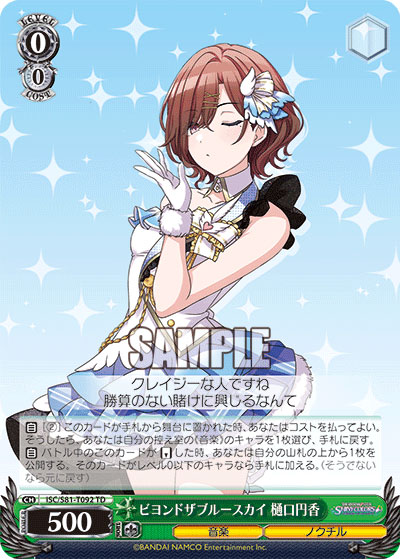 LEVEL
0
0
COST
SAMPLE
クレイジーな人ですね
勝算のない賭けに興じるなんて
自 [②] このカードが手札から舞台に置かれた時、あなたはコストを払ってよい。
そうしたら、あなたは自分の控え室の《音楽》のキャラを1枚選び、手札に戻す。
自 バトル中のこのカードが【リバース】した時、あなたは自分の山札の上から1枚を
公開する。そのカードがレベル0以下のキャラなら手札に加える。（そうでない
なら元に戻す）
CH ISC/S81-T092 TD
500
ビヨンドザブルースカイ 樋口円香
音楽
ノクチル
SHINY COLORS
©BANDAI NAMCO Entertainment Inc.